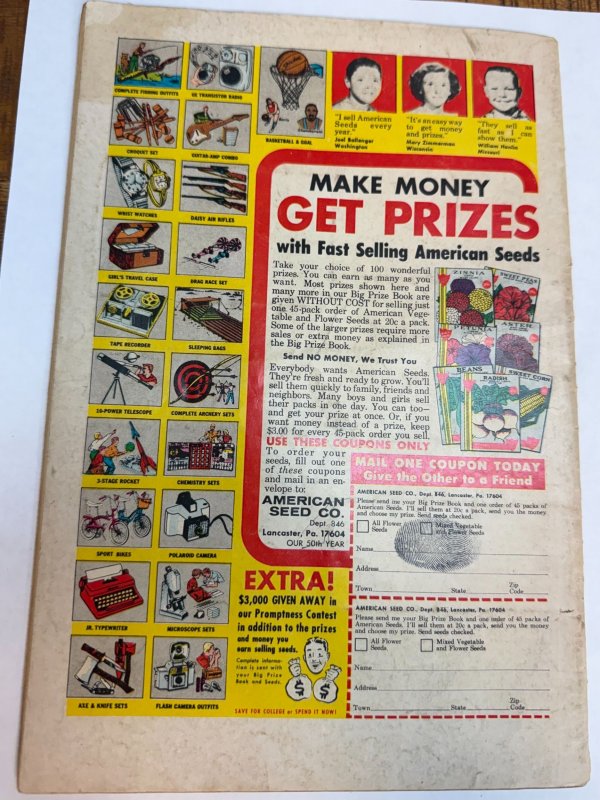 COMPLETE FISHING OUTFITS
GE TRANSISTOR RADIO
BASKETBALL & GOAL
CROQUET SET
GUITAR-AMP COMBO
WRIST WATCHES
DAISY AIR RIFLES
GIRL'S TRAVEL CASE
DRAG RACE SET
TAPE RECORDER
SLEEPING BAGS
20-POWER TELESCOPE
COMPLETE ARCHERY SETS
3-STAGE ROCKET
CHEMISTRY SETS
SPORT BIKES
POLAROID CAMERA
JR. TYPEWRITER
MICROSCOPE SETS
AXE & KNIFE SETS
FLASH CAMERA OUTFITS
"I sell American
Seeds every
year."
Joel Ballenger
Washington
"It's an easy way
to get money
and prizes."
Mary Zimmerman
Wisconsin
"They sell as
fast as I can
show them."
William Hardin
Missouri
MAKE MONEY
GET PRIZES
with Fast Selling American Seeds
Take your choice of 100 wonderful
prizes. You can earn as many as you
want. Most prizes shown here and
many more in our Big Prize Book are
given WITHOUT COST for selling just
one 45-pack order of American Vege-
table and Flower Seeds at 20c a pack.
Some of the larger prizes require more
sales or extra money as explained in
the Big Prize Book.
Send NO MONEY, We Trust You
Everybody wants American Seeds.
They're fresh and ready to grow. You'll
sell them quickly to family, friends and
neighbors. Many boys and girls sell
their packs in one day. You can too—
and get your prize at once. Or, if you
want money instead of a prize, keep
$3.00 for every 45-pack order you sell.
ZINNIA
SWEET PEAS
PETUNIA
ASTER
BEANS
RADISH
SWEET CORN
USE THESE COUPONS ONLY
To order your
seeds, fill out one
of these coupons
and mail in an en-
velope to:
AMERICAN
SEED CO.
Dept. 846
Lancaster, Pa. 17604
OUR 50th YEAR
MAIL ONE COUPON TODAY
Give the Other to a Friend
AMERICAN SEED CO., Dept. 846, Lancaster, Pa. 17604
Please send me your Big Prize Book and one order of 45 packs of
American Seeds. I'll sell them at 20c a pack, send you the money
and choose my prize. Send seeds checked.
All Flower
Seeds
Mixed Vegetable
and Flower Seeds
Name
Address
Town State Zip
Code
AMERICAN SEED CO., Dept. 846, Lancaster, Pa. 17604
Please send me your Big Prize Book and one order of 45 packs of
American Seeds. I'll sell them at 20c a pack, send you the money
and choose my prize. Send seeds checked.
All Flower
Seeds
Mixed Vegetable
and Flower Seeds
Name
Address
Town State Zip
Code
EXTRA!
$3,000 GIVEN AWAY in
our Promptness Contest
in addition to the prizes
and money you
earn selling seeds.
Complete informa-
tion is sent with
your Big Prize
Book and Seeds.
$ $
SAVE FOR COLLEGE or SPEND IT NOW!